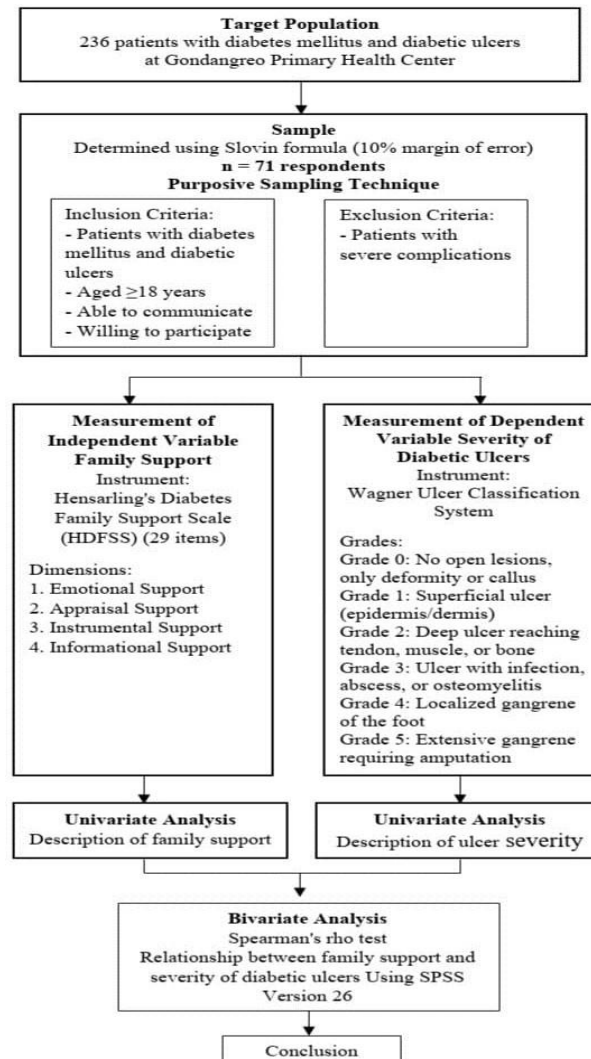 Target Population
236 patients with diabetes mellitus and diabetic ulcers
at Gondangreo Primary Health Center
Sample
Determined using Slovin formula (10% margin of error)
n = 71 respondents
Purposive Sampling Technique
Inclusion Criteria:
- Patients with diabetes
mellitus and diabetic
ulcers
- Aged ≥18 years
- Able to communicate
- Willing to participate
Exclusion Criteria:
- Patients with
severe complications
Measurement of
Independent Variable
Family Support
Instrument:
Hensarling's Diabetes
Family Support Scale
(HDFSS) (29 items)
Dimensions:
1. Emotional Support
2. Appraisal Support
3. Instrumental Support
4. Informational Support
Measurement of Dependent
Variable Severity of
Diabetic Ulcers
Instrument:
Wagner Ulcer Classification
System
Grades:
Grade 0: No open lesions,
only deformity or callus
Grade 1: Superficial ulcer
(epidermis/dermis)
Grade 2: Deep ulcer reaching
tendon, muscle, or bone
Grade 3: Ulcer with infection,
abscess, or osteomyelitis
Grade 4: Localized gangrene
of the foot
Grade 5: Extensive gangrene
requiring amputation
Univariate Analysis
Description of family support
Univariate Analysis
Description of ulcer severity
Bivariate Analysis
Spearman's rho test
Relationship between family support and
severity of diabetic ulcers Using SPSS
Version 26
Conclusion